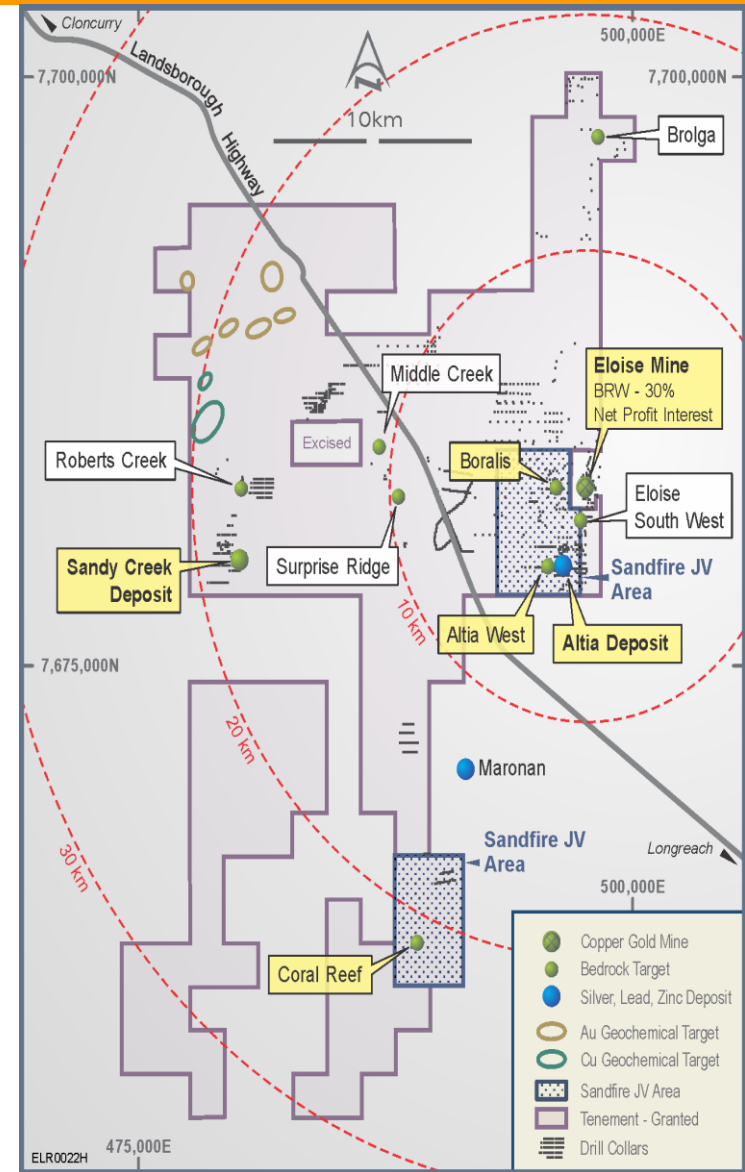 Cloncurry
500,000E
7,700,000N
7,700,000N
Landsborough Highway
10km
Brolga
Middle Creek
Eloise Mine
BRW - 30%
Net Profit Interest
Excised
Boralis
Roberts Creek
Eloise
South West
Sandy Creek
Deposit
Surprise Ridge
Sandfire JV
Area
10 km
Altia West
Altia Deposit
7,675,000N
20 km
Maronan
30 km
Sandfire JV
Area
Longreach
500,000E
Coral Reef
Copper Gold Mine
Bedrock Target
Silver, Lead, Zinc Deposit
Au Geochemical Target
Cu Geochemical Target
Sandfire JV Area
Tenement - Granted
Drill Collars
475,000E
ELR0022H